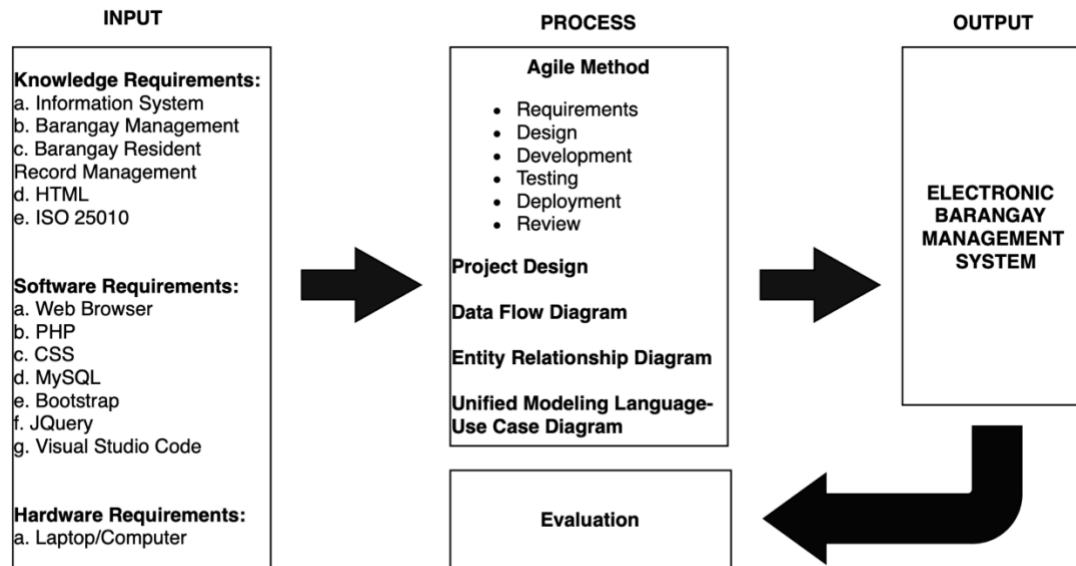 INPUT
Knowledge Requirements:
a. Information System
b. Barangay Management
c. Barangay Resident
Record Management
d. HTML
e. ISO 25010
Software Requirements:
a. Web Browser
b. PHP
c. CSS
d. MySQL
e. Bootstrap
f. JQuery
g. Visual Studio Code
Hardware Requirements:
a. Laptop/Computer
PROCESS
Agile Method
• Requirements
• Design
• Development
• Testing
• Deployment
• Review
Project Design
Data Flow Diagram
Entity Relationship Diagram
Unified Modeling Language-
Use Case Diagram
Evaluation
OUTPUT
ELECTRONIC
BARANGAY
MANAGEMENT
SYSTEM